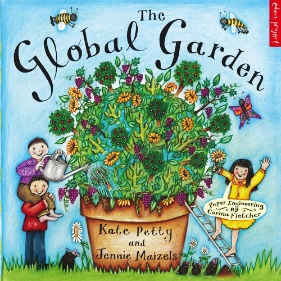 The
Global Garden
eden project
Paper Engineering
by
Corina Fletcher
Kate Petty
and
Jennie Maizels